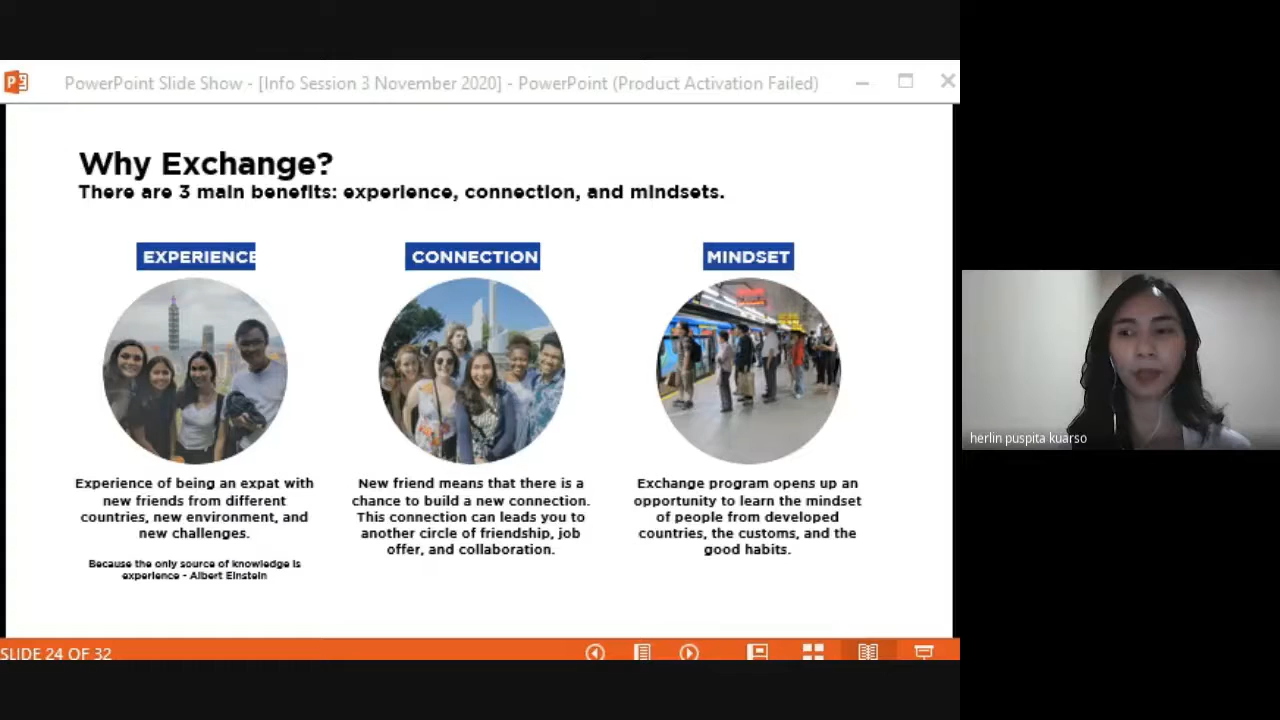 PowerPoint Slide Show - [Info Session 3 November 2020] - PowerPoint (Product Activation Failed)
Why Exchange?
There are 3 main benefits: experience, connection, and mindsets.
EXPERIENCE
CONNECTION
MINDSET
Experience of being an expat with
new friends from different
countries, new environment, and
new challenges.
Because the only source of knowledge is
experience - Albert Einstein
New friend means that there is a
chance to build a new connection.
This connection can leads you to
another circle of friendship, job
offer, and collaboration.
Exchange program opens up an
opportunity to learn the mindset
of people from developed
countries, the customs, and the
good habits.
herlin puspita kuarso
SLIDE 24 OF 32